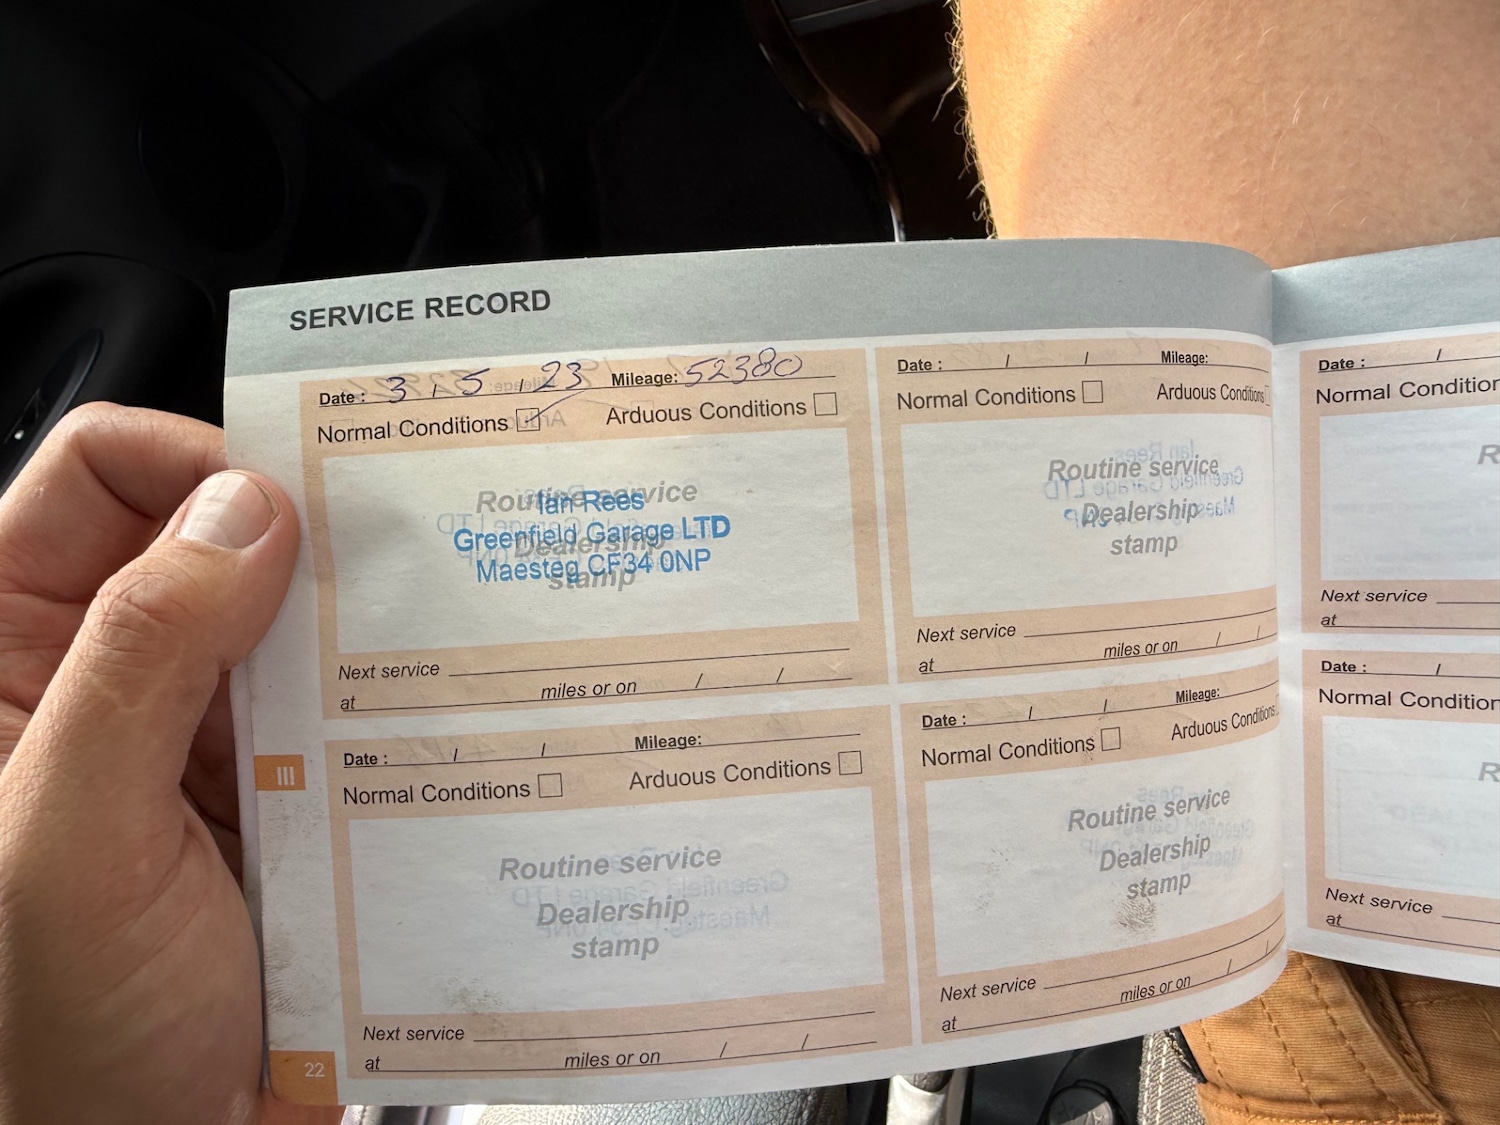 SERVICE RECORD
Date : 3 / 5 / 23 Mileage: 52380
Normal Conditions Arduous Conditions
Routine service
Dealership
stamp
Ian Rees
Greenfield Garage LTD
Maesteg CF34 0NP
Next service
at miles or on / /
Date : / / Mileage:
Normal Conditions Arduous Conditions
Routine service
Dealership
stamp
Next service
at miles or on / /
Date : / / Mileage:
Normal Conditions Arduous Conditions
Routine service
Dealership
stamp
Next service
at miles or on / /
Date : / / Mileage:
Normal Conditions Arduous Conditions
Routine service
Dealership
stamp
Next service
at miles or on / /
III
22
Date : /
Normal Condition
R
Next service
at
Date : /
Normal Condition
R
Next service
at